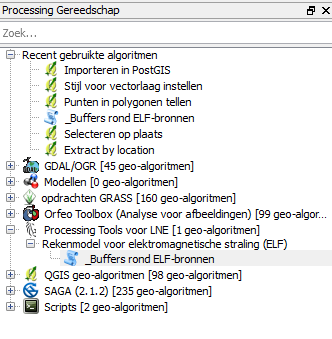 Processing Gereedschap
Zoek...
Recent gebruikte algoritmen
Importeren in PostGIS
Stijl voor vectorlaag instellen
Punten in polygonen tellen
_Buffers rond ELF-bronnen
Selecteren op plaats
Extract by location
GDAL/OGR [45 geo-algoritmen]
Modellen [0 geo-algoritmen]
opdrachten GRASS [160 geo-algoritmen]
Orfeo Toolbox (Analyse voor afbeeldingen) [99 geo-algor...
Processing Tools voor LNE [1 geo-algoritmen]
Rekenmodel voor elektromagnetische straling (ELF)
_Buffers rond ELF-bronnen
QGIS geo-algoritmen [98 geo-algoritmen]
SAGA (2.1.2) [235 geo-algoritmen]
Scripts [2 geo-algoritmen]